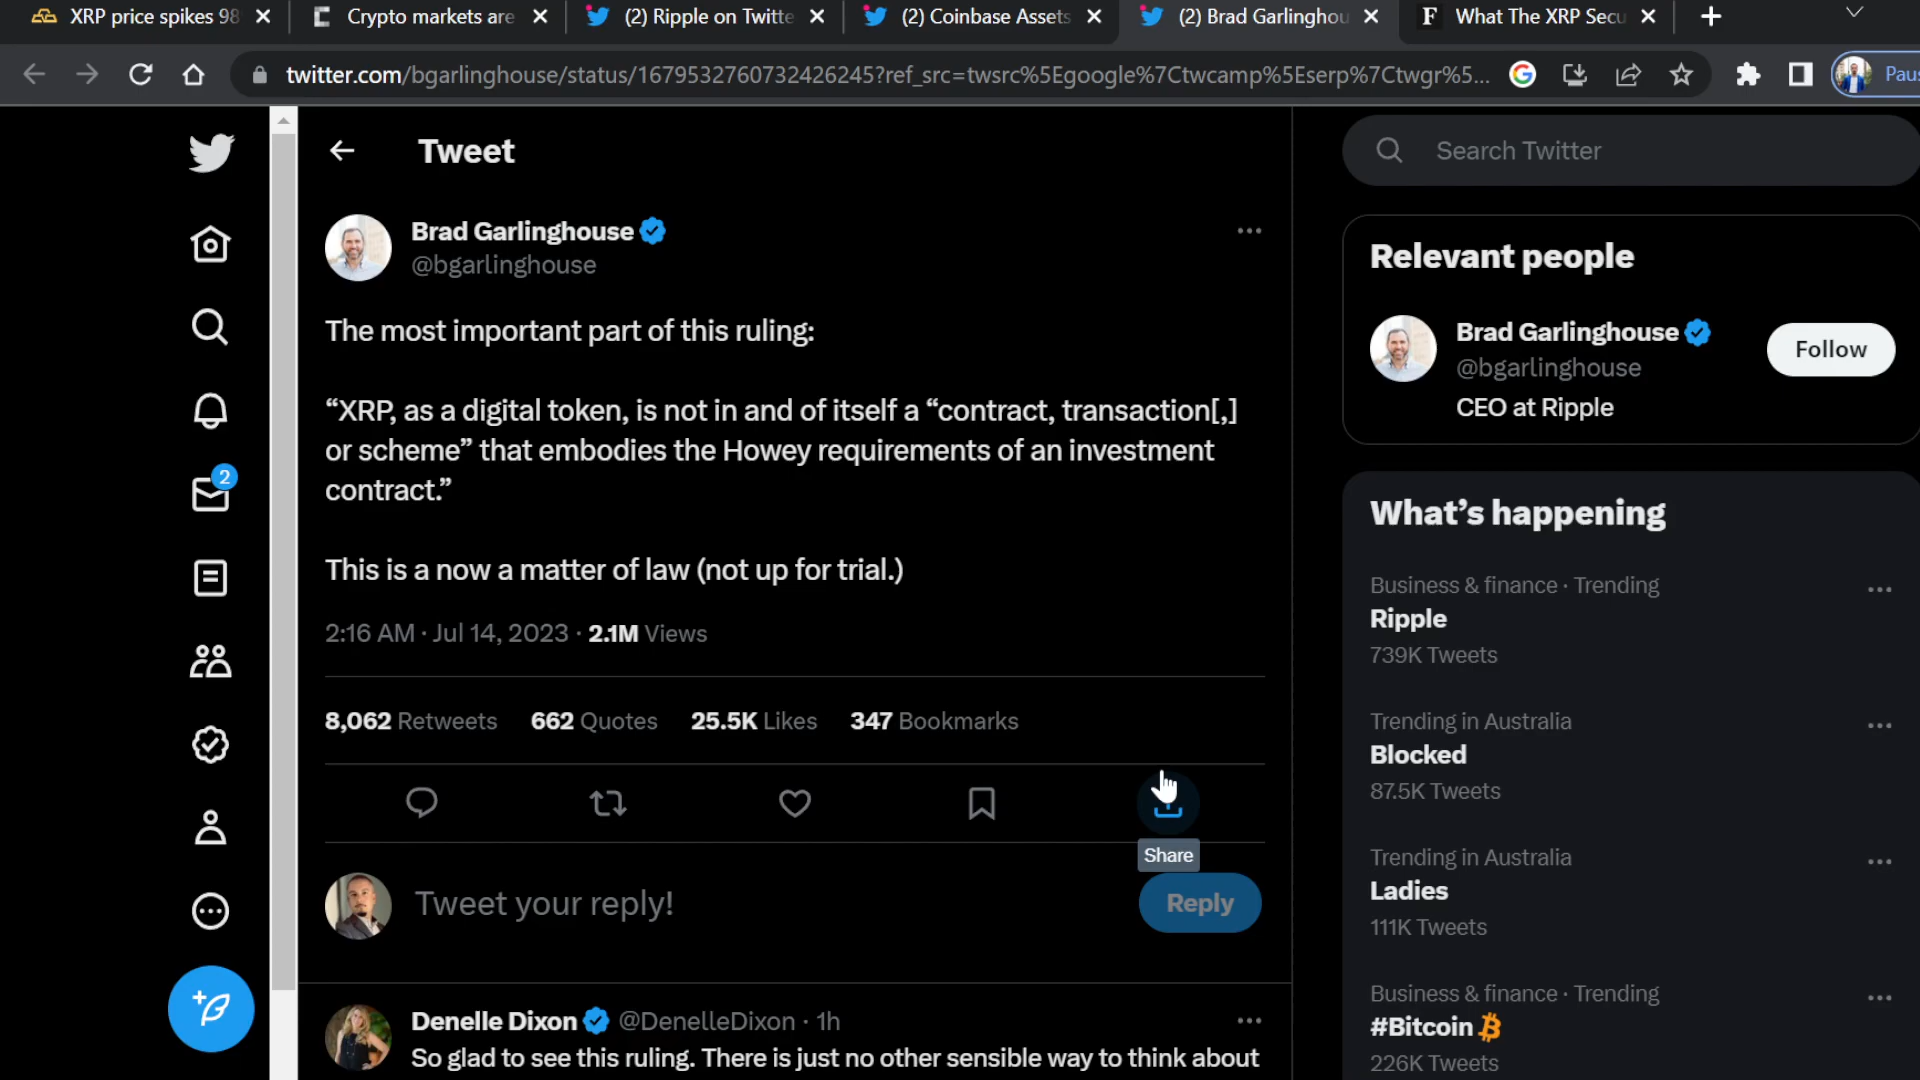 XRP price spikes 98
Crypto markets are
(2) Ripple on Twitte
(2) Coinbase Assets
(2) Brad Garlinghou
What The XRP Secu
twitter.com/bgarlinghouse/status/1679532760732426245?ref_src=twsrc%5Egoogle%7Ctwcamp%5Eserp%7Ctwgr%5...
Paus
Tweet
Search Twitter
Brad Garlinghouse
@bgarlinghouse
The most important part of this ruling:
“XRP, as a digital token, is not in and of itself a “contract, transaction[,]
or scheme” that embodies the Howey requirements of an investment
contract.”
This is a now a matter of law (not up for trial.)
2:16 AM · Jul 14, 2023 · 2.1M Views
8,062 Retweets 662 Quotes 25.5K Likes 347 Bookmarks
Share
Tweet your reply!
Reply
Denelle Dixon @DenelleDixon · 1h
So glad to see this ruling. There is just no other sensible way to think about
2
Relevant people
Brad Garlinghouse
@bgarlinghouse
CEO at Ripple
Follow
What’s happening
Business & finance · Trending
Ripple
739K Tweets
Trending in Australia
Blocked
87.5K Tweets
Trending in Australia
Ladies
111K Tweets
Business & finance · Trending
#Bitcoin
226K Tweets